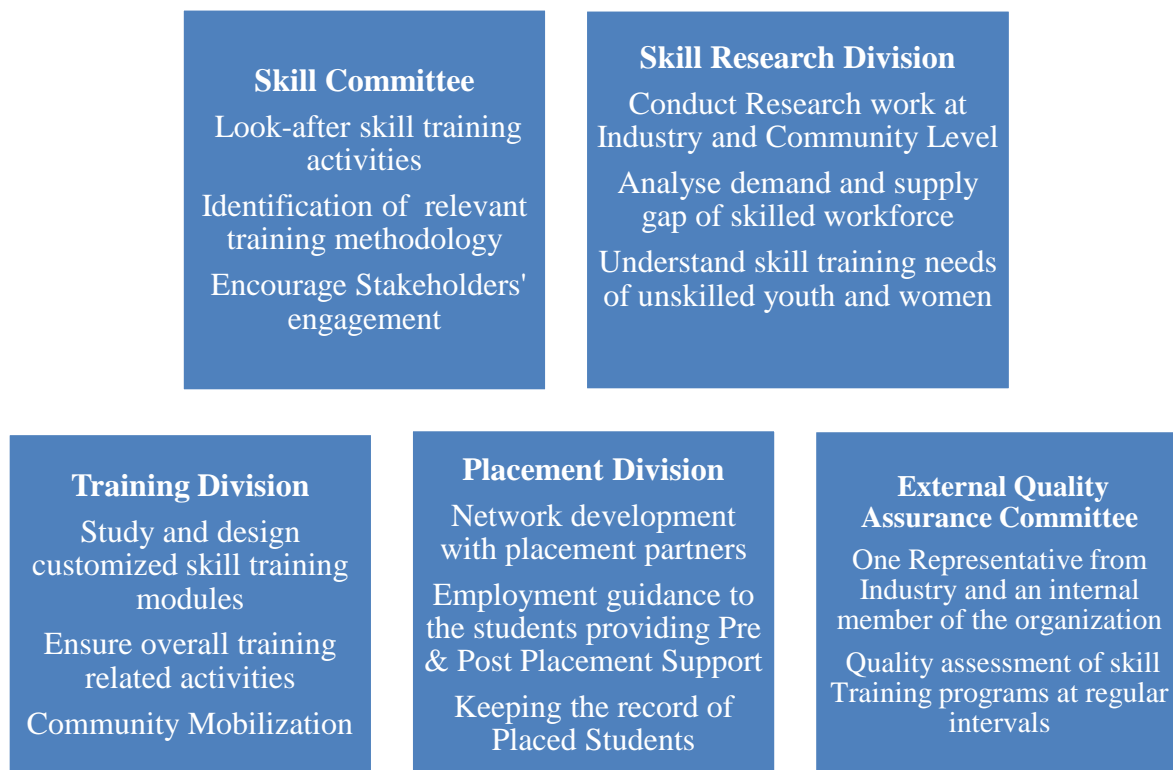 Skill Committee
Look-after skill training
activities
Identification of relevant
training methodology
Encourage Stakeholders'
engagement
Skill Research Division
Conduct Research work at
Industry and Community Level
Analyse demand and supply
gap of skilled workforce
Understand skill training needs
of unskilled youth and women
Training Division
Study and design
customized skill training
modules
Ensure overall training
related activities
Community Mobilization
Placement Division
Network development
with placement partners
Employment guidance to
the students providing Pre
& Post Placement Support
Keeping the record of
Placed Students
External Quality
Assurance Committee
One Representative from
Industry and an internal
member of the organization
Quality assessment of skill
Training programs at regular
intervals